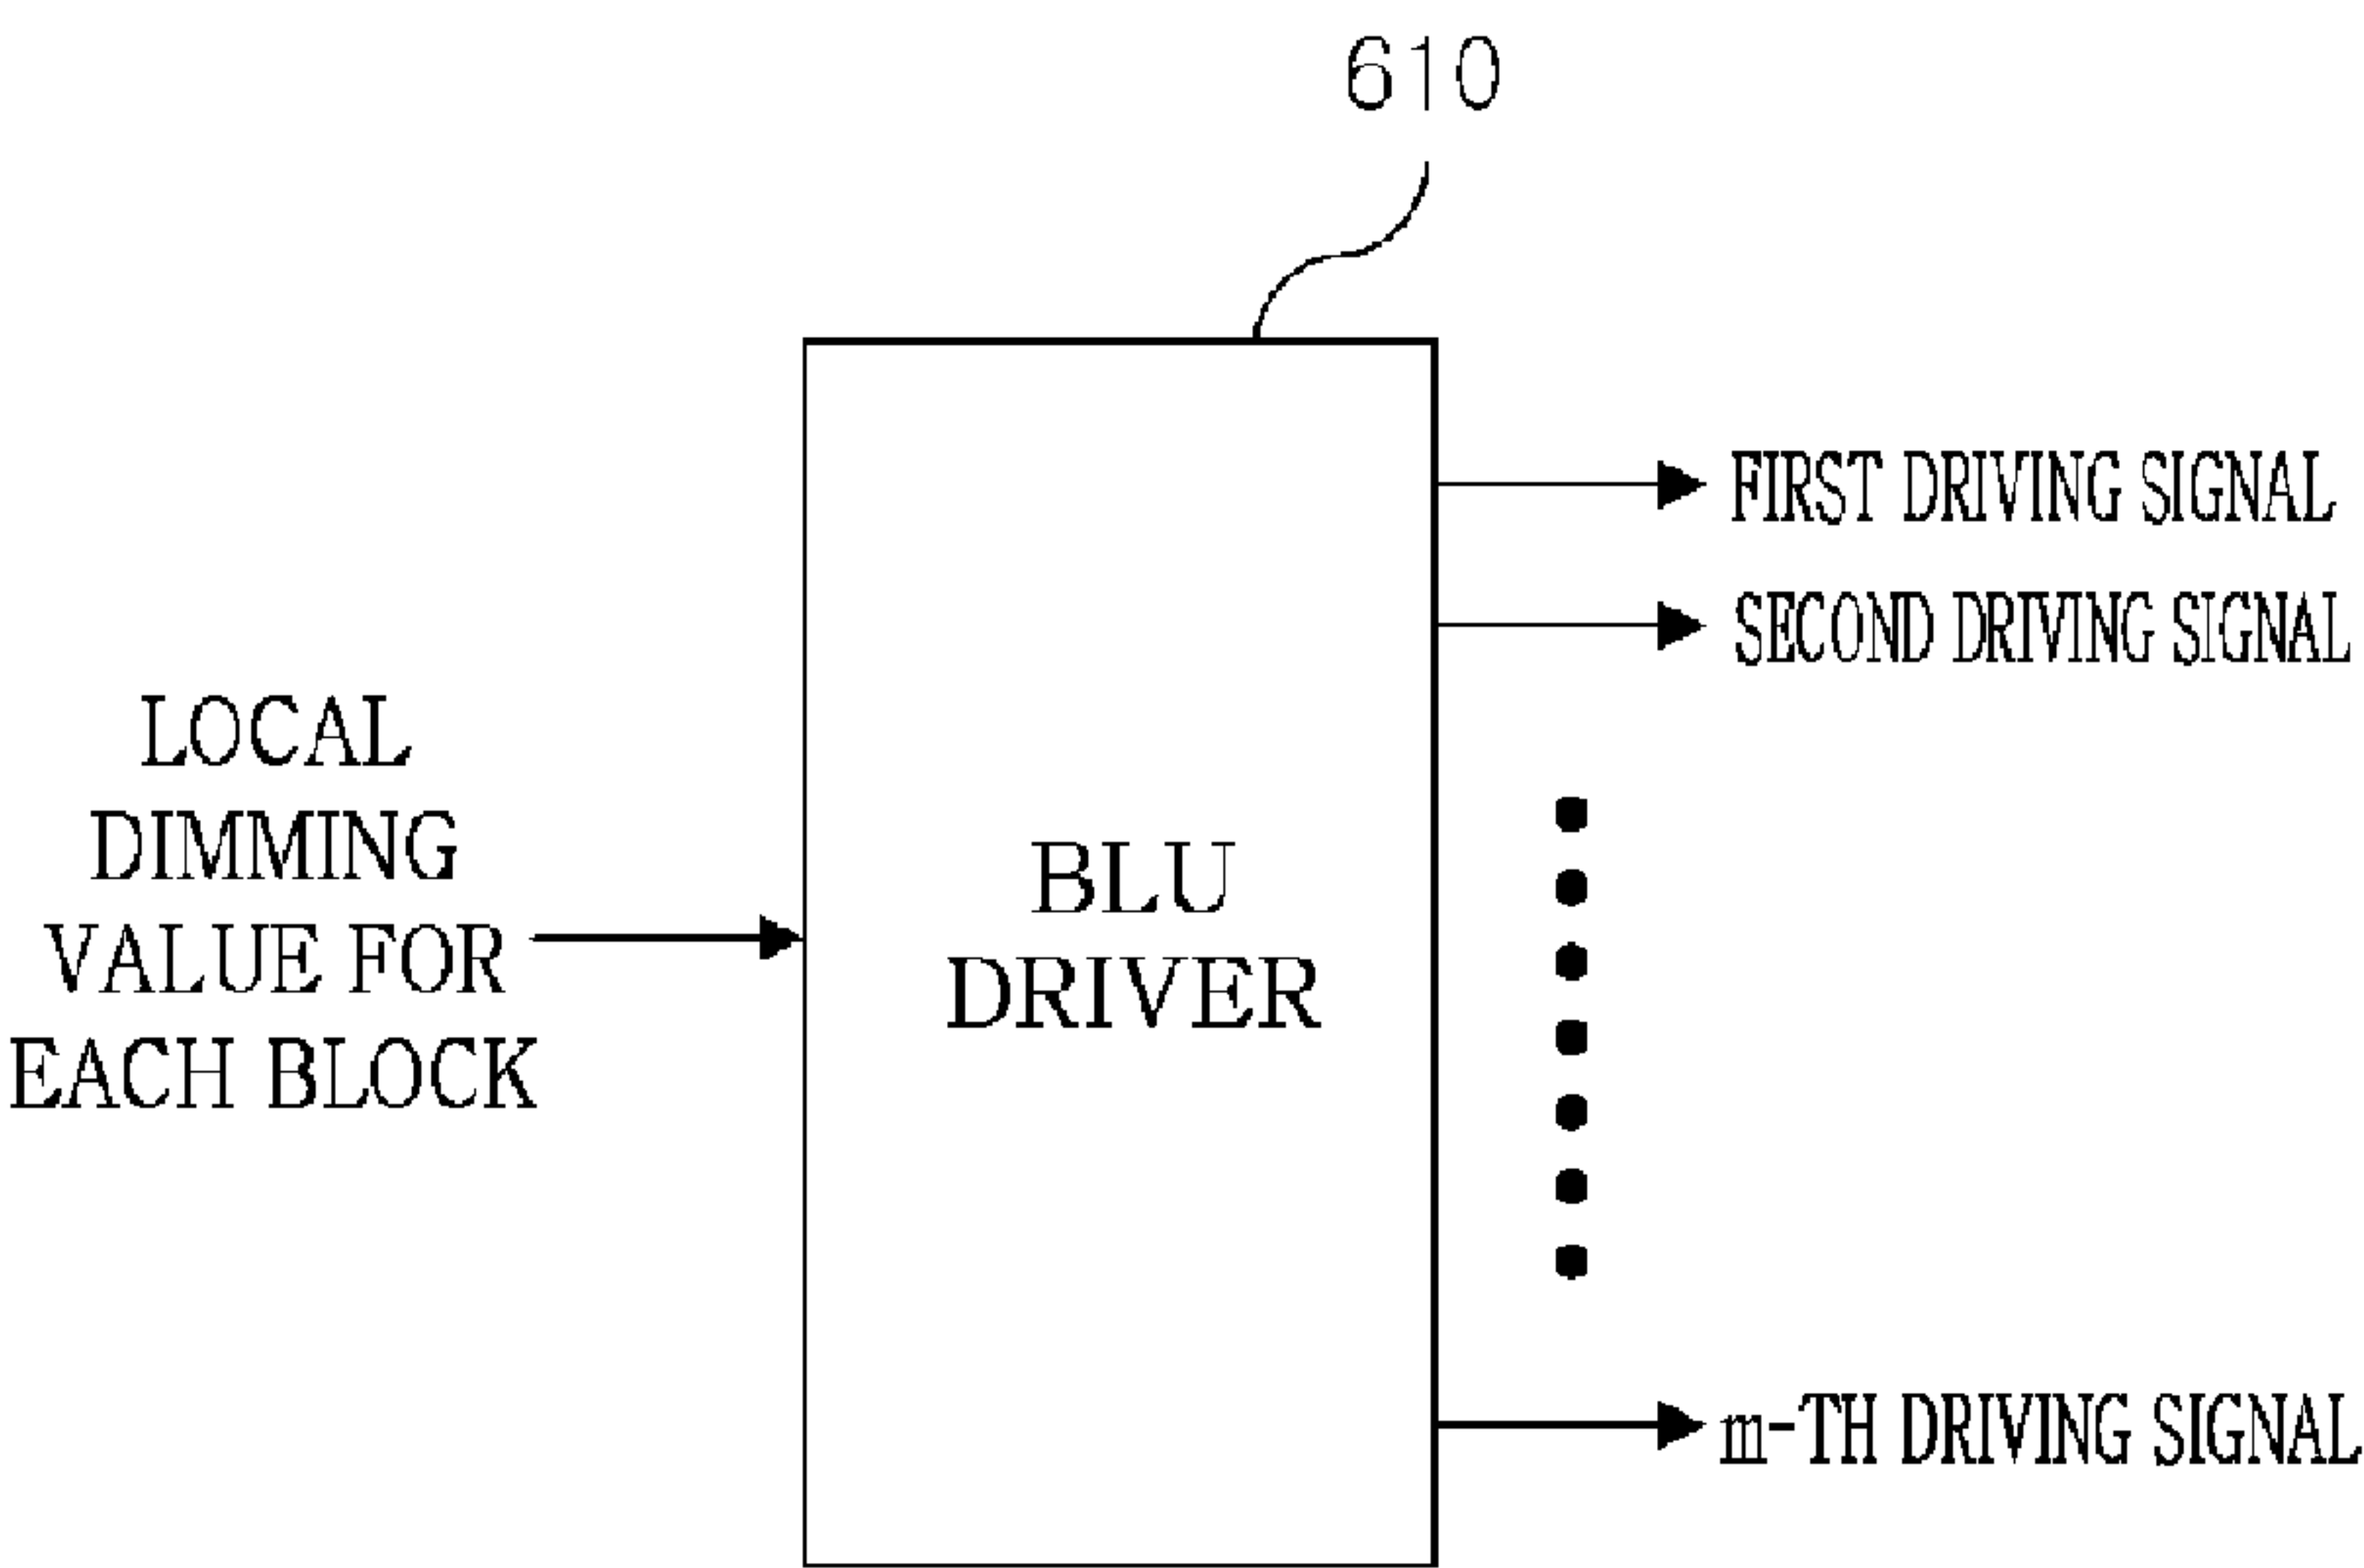 610
FIRST DRIVING SIGNAL
SECOND DRIVING SIGNAL
LOCAL
DIMMING
VALUE FOR
EACH BLOCK
BLU
DRIVER
m-TH DRIVING SIGNAL